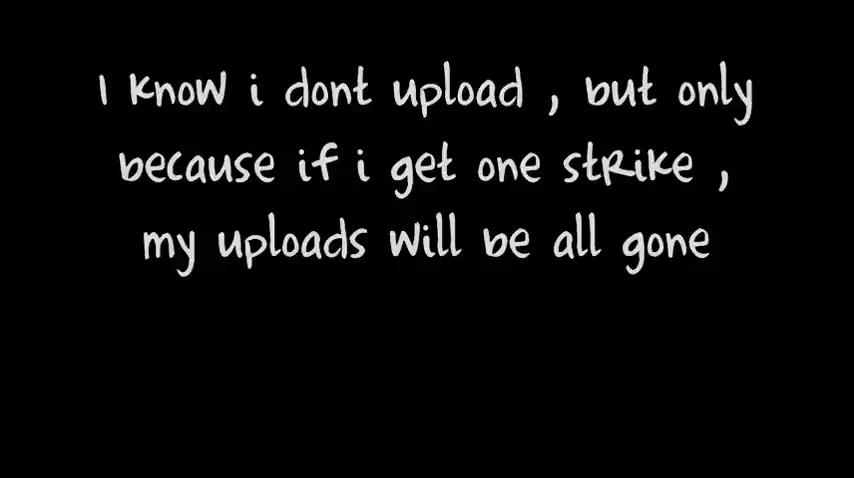 I know i dont upload , but only
because if i get one strike ,
my uploads will be all gone